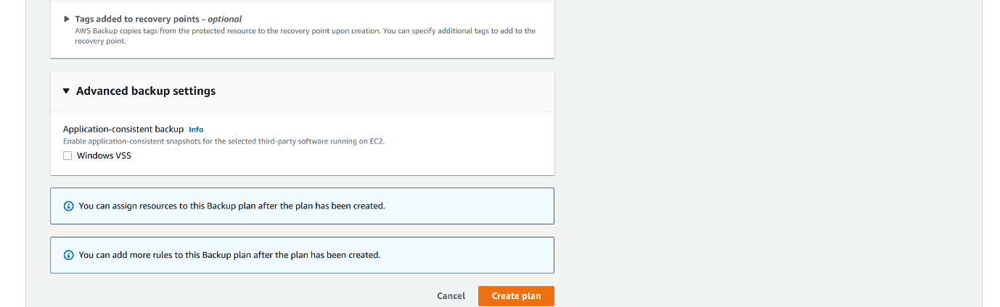 Tags added to recovery points - optional
AWS Backup copies tags from the protected resource to the recovery point upon creation. You can specify additional tags to add to the
recovery point.
Advanced backup settings
Application-consistent backup Info
Enable application-consistent snapshots for the selected third-party software running on EC2.
Windows VSS
You can assign resources to this Backup plan after the plan has been created.
You can add more rules to this Backup plan after the plan has been created.
Cancel Create plan